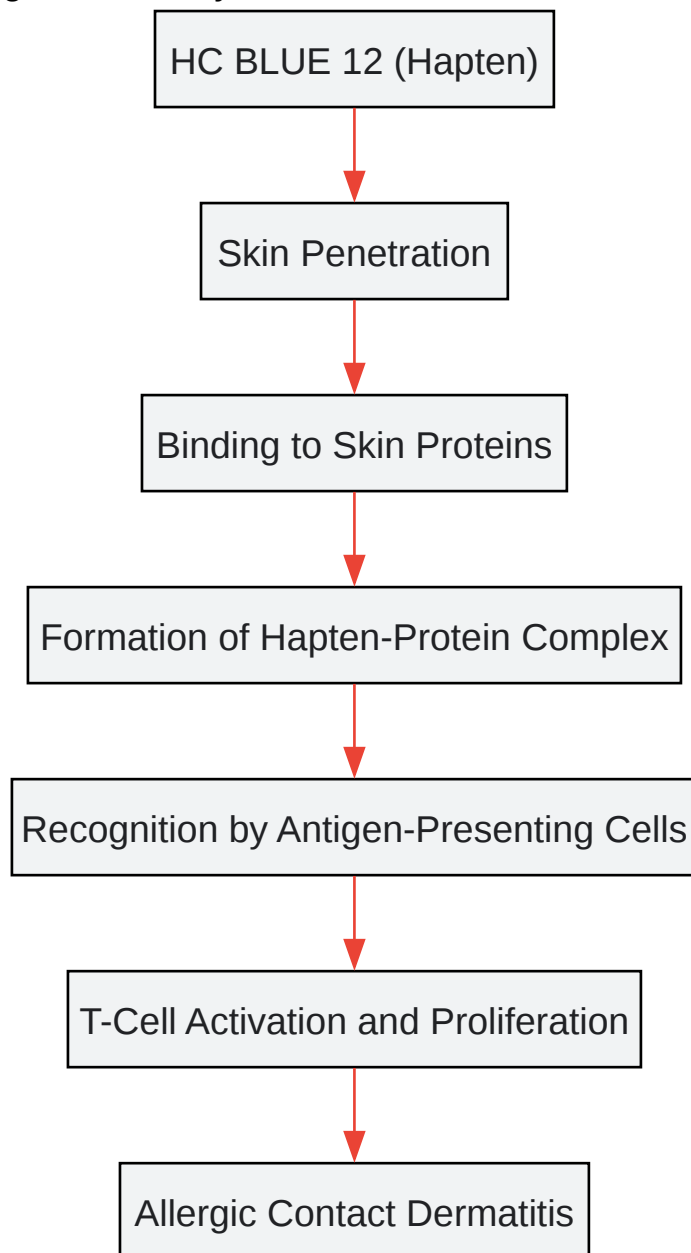 HC BLUE 12 (Hapten)
Skin Penetration
Binding to Skin Proteins
Formation of Hapten-Protein Complex
Recognition by Antigen-Presenting Cells
T-Cell Activation and Proliferation
Allergic Contact Dermatitis